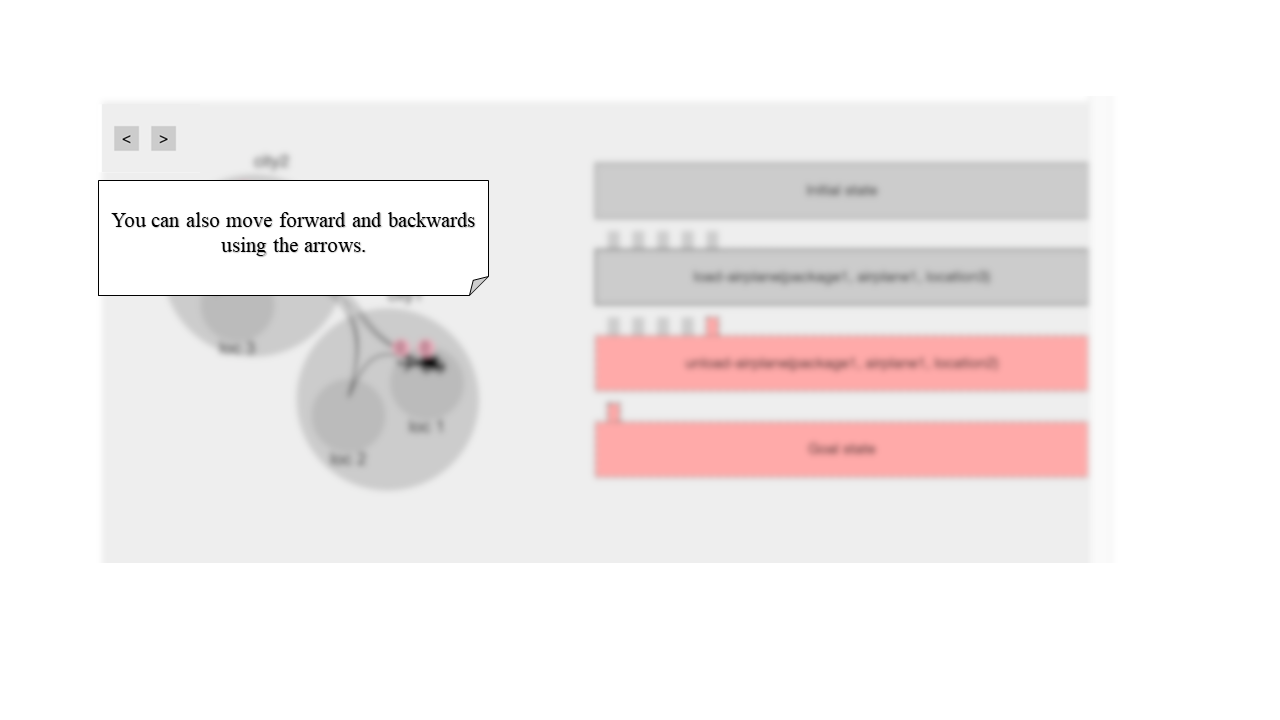 < >
city2
You can also move forward and backwards
using the arrows.
loc 3
loc 1
loc 2
Initial state
load-airplane(package1, airplane1, location3)
unload-airplane(package1, airplane1, location2)
Goal state